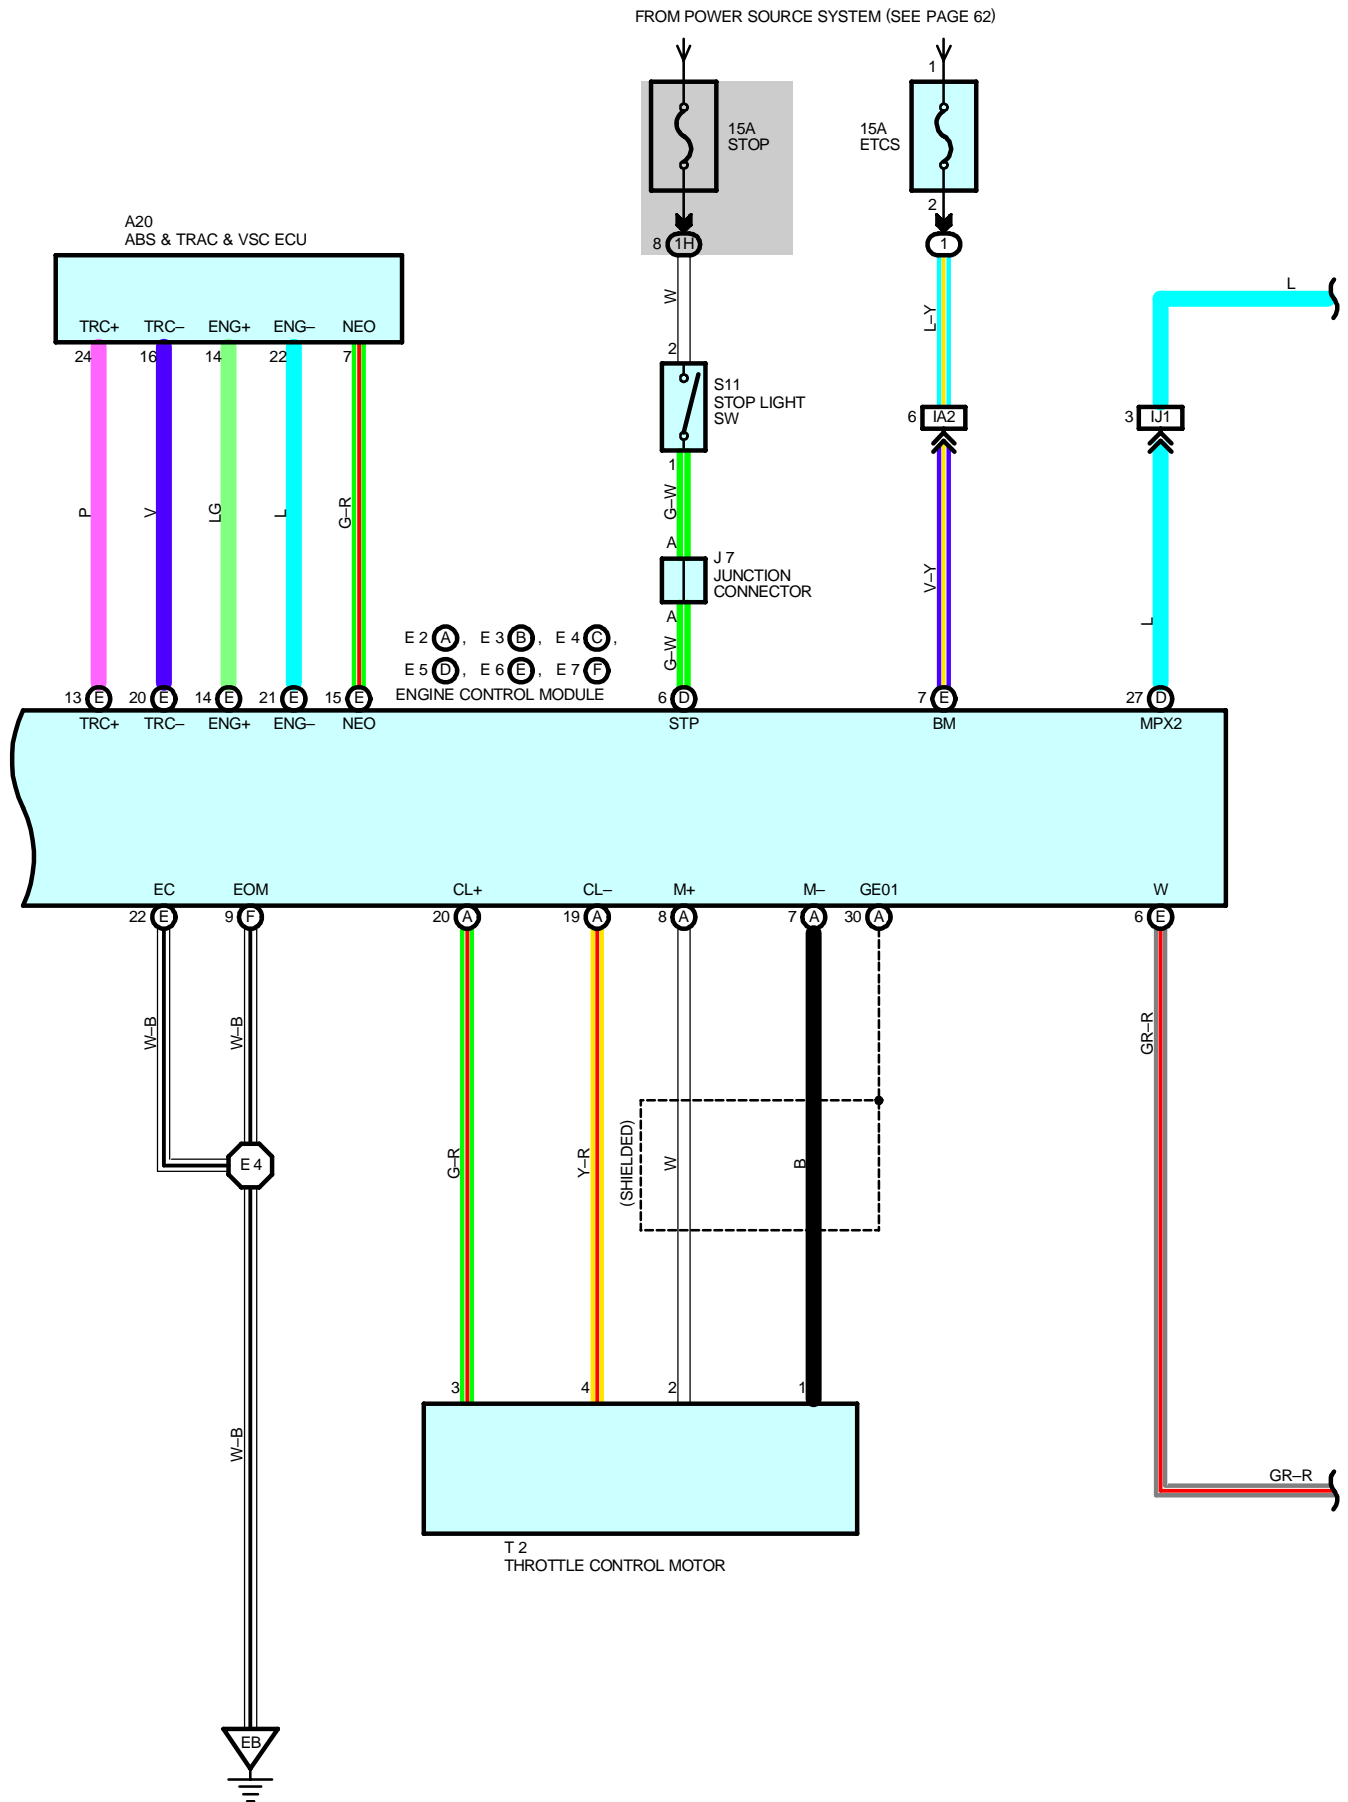 FROM POWER SOURCE SYSTEM (SEE PAGE 62)
1
15A
STOP
15A
ETCS
2
8 1H
1
A20
ABS & TRAC & VSC ECU
TRC+ TRC– ENG+ ENG– NEO
24 16 14 22 7
W
L–Y
L
2
S11
STOP LIGHT
SW
6 IA2
3 IJ1
1
P
V
LG
L
G–R
G–W
A
J 7
JUNCTION
CONNECTOR
A
G–W
V–Y
L
E 2 A , E 3 B , E 4 C ,
E 5 D , E 6 E , E 7 F
ENGINE CONTROL MODULE
13 E 20 E 14 E 21 E 15 E 6 D 7 E 27 D
TRC+ TRC– ENG+ ENG– NEO STP BM MPX2
EC EOM CL+ CL– M+ M– GE01 W
22 E 9 F 20 A 19 A 8 A 7 A 30 A 6 E
W–B
W–B
GR–R
E 4
G–R
Y–R
(SHIELDED)
W
B
3 4 2 1
W–B
GR–R
T 2
THROTTLE CONTROL MOTOR
EB